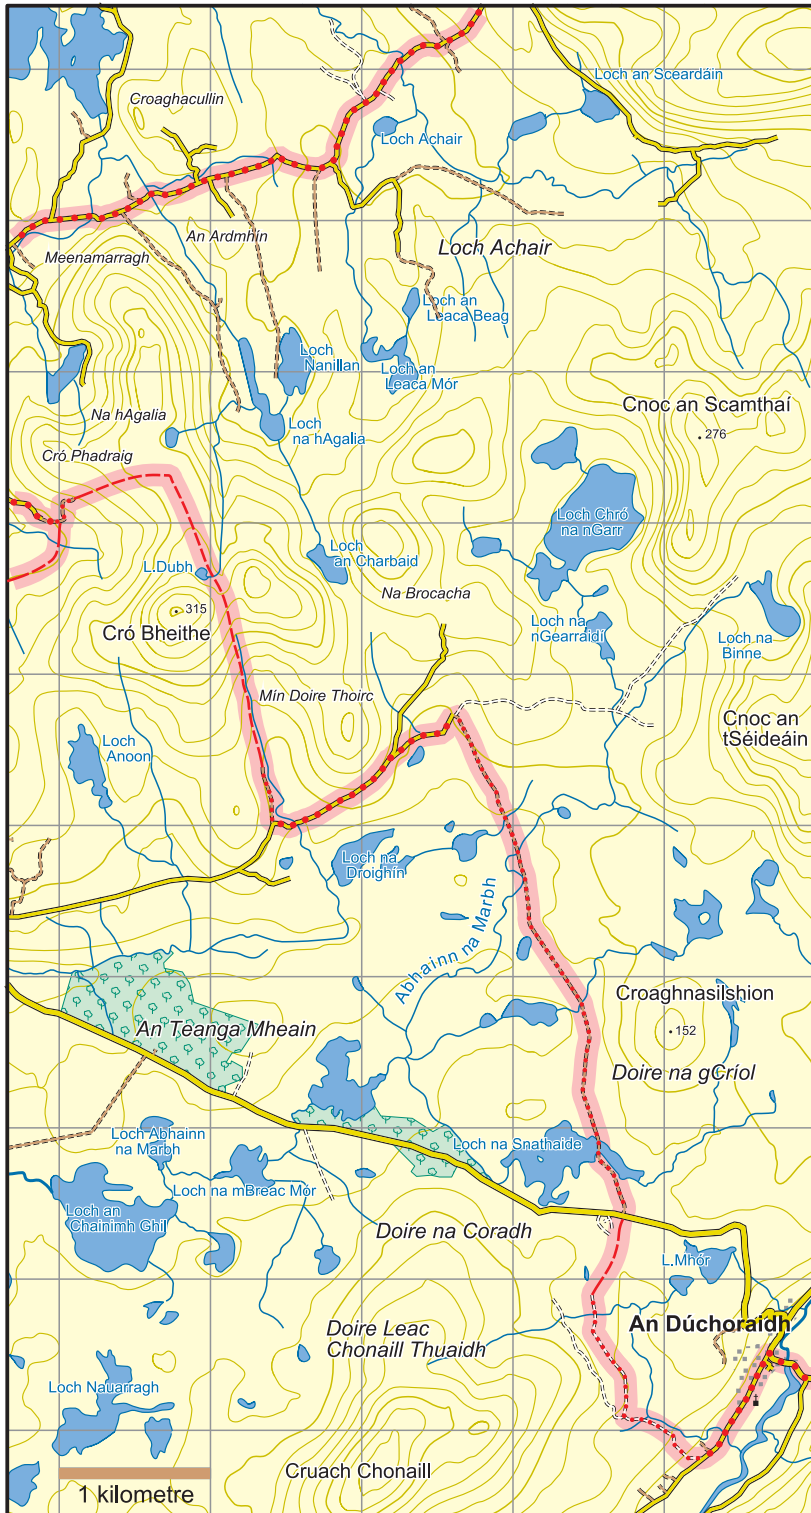 Loch an Sceardáin
Croaghacullin
Loch Achair
An Ardmhín
Loch Achair
Meenamarragh
Loch an
Leaca Beag
Loch
Nanillan
Loch an
Leaca Mór
Na hAgalia
Loch
na hAgalia
Cnoc an Scamthaí
276
Cró Phadraig
Loch Chró
na nGarr
Loch
an Charbaid
L.Dubh
Na Brocacha
315
Cró Bheithe
Loch na
nGearraidí
Loch na
Binne
Mín Doire Thoirc
Cnoc an
tSéideáin
Loch
Anoon
Loch na
Droighín
Abhainn na Marbh
Croaghnasilshion
An Teanga Mheain
152
Doire na gCríol
Loch Abhainn
na Marbh
Loch na Snathaide
Loch na mBreac Mór
Loch an
Chainimh Ghil
Doire na Coradh
L.Mhór
Doire Leac
Chonaill Thuaidh
An Dúchoraidh
Loch Nauarragh
Cruach Chonaill
1 kilometre